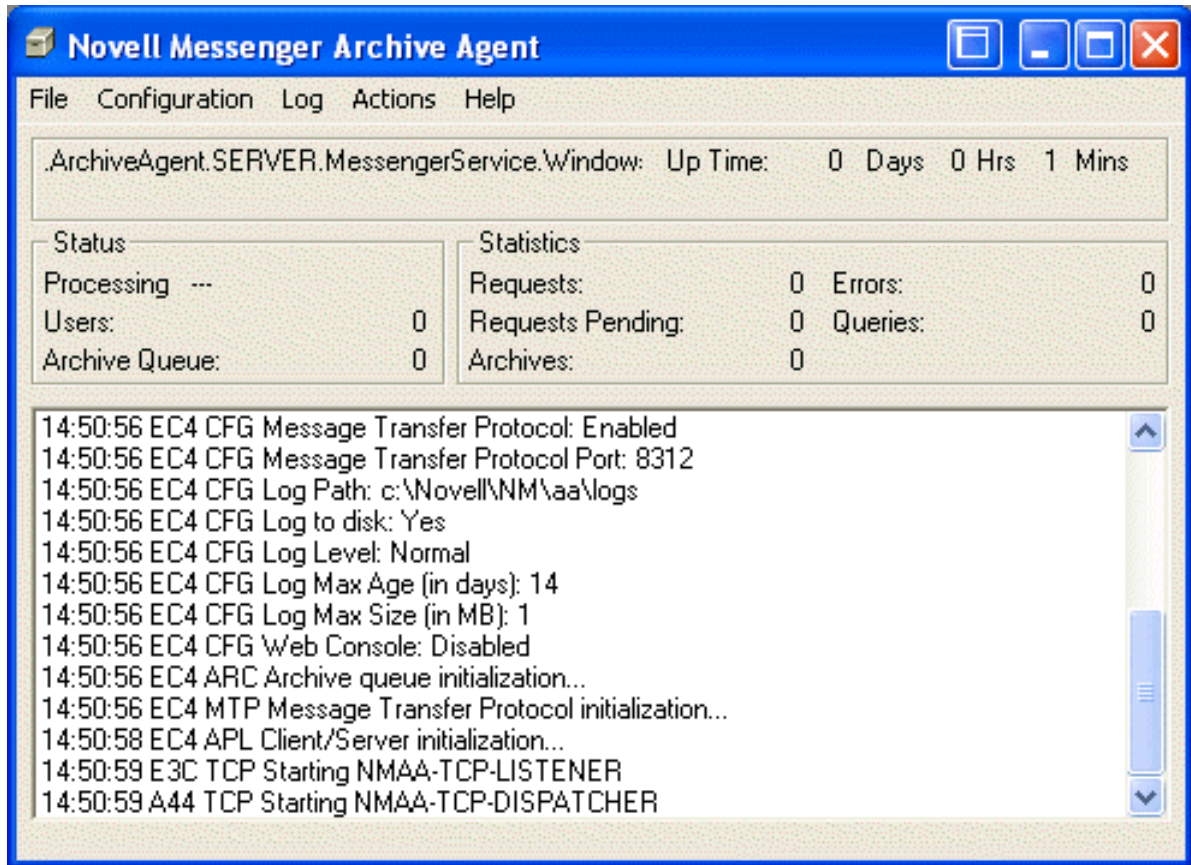 Novell Messenger Archive Agent
File Configuration Log Actions Help
.ArchiveAgent.SERVER.MessengerService.Window: Up Time: 0 Days 0 Hrs 1 Mins
Status
Processing ---
Users: 0
Archive Queue: 0
Statistics
Requests: 0 Errors: 0
Requests Pending: 0 Queries: 0
Archives: 0
14:50:56 EC4 CFG Message Transfer Protocol: Enabled
14:50:56 EC4 CFG Message Transfer Protocol Port: 8312
14:50:56 EC4 CFG Log Path: c:\Novell\NM\aa\logs
14:50:56 EC4 CFG Log to disk: Yes
14:50:56 EC4 CFG Log Level: Normal
14:50:56 EC4 CFG Log Max Age (in days): 14
14:50:56 EC4 CFG Log Max Size (in MB): 1
14:50:56 EC4 CFG Web Console: Disabled
14:50:56 EC4 ARC Archive queue initialization...
14:50:56 EC4 MTP Message Transfer Protocol initialization...
14:50:58 EC4 APL Client/Server initialization...
14:50:59 E3C TCP Starting NMAA-TCP-LISTENER
14:50:59 A44 TCP Starting NMAA-TCP-DISPATCHER